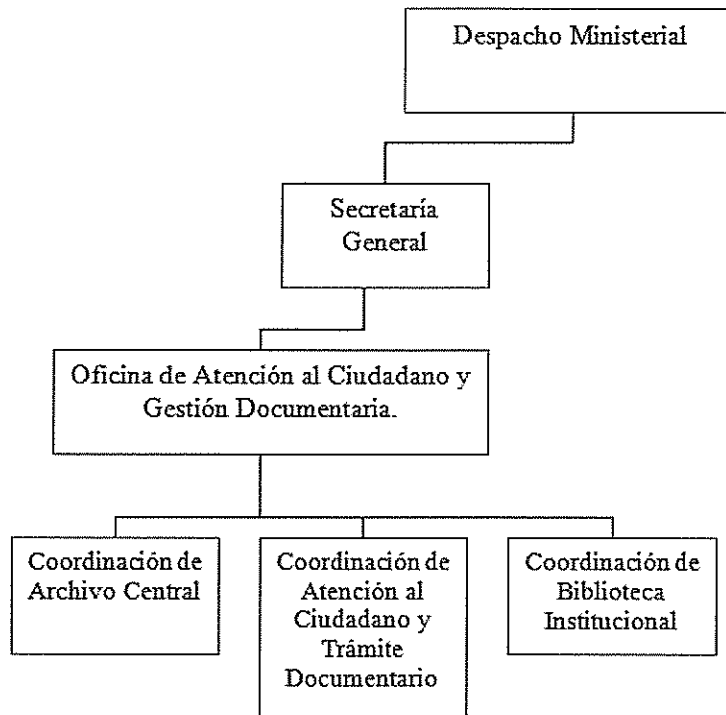 Despacho Ministerial
Secretaría
General
Oficina de Atención al Ciudadano y
Gestión Documentaria.
Coordinación de
Archivo Central
Coordinación de
Atención al
Ciudadano y
Trámite
Documentario
Coordinación de
Biblioteca
Institucional